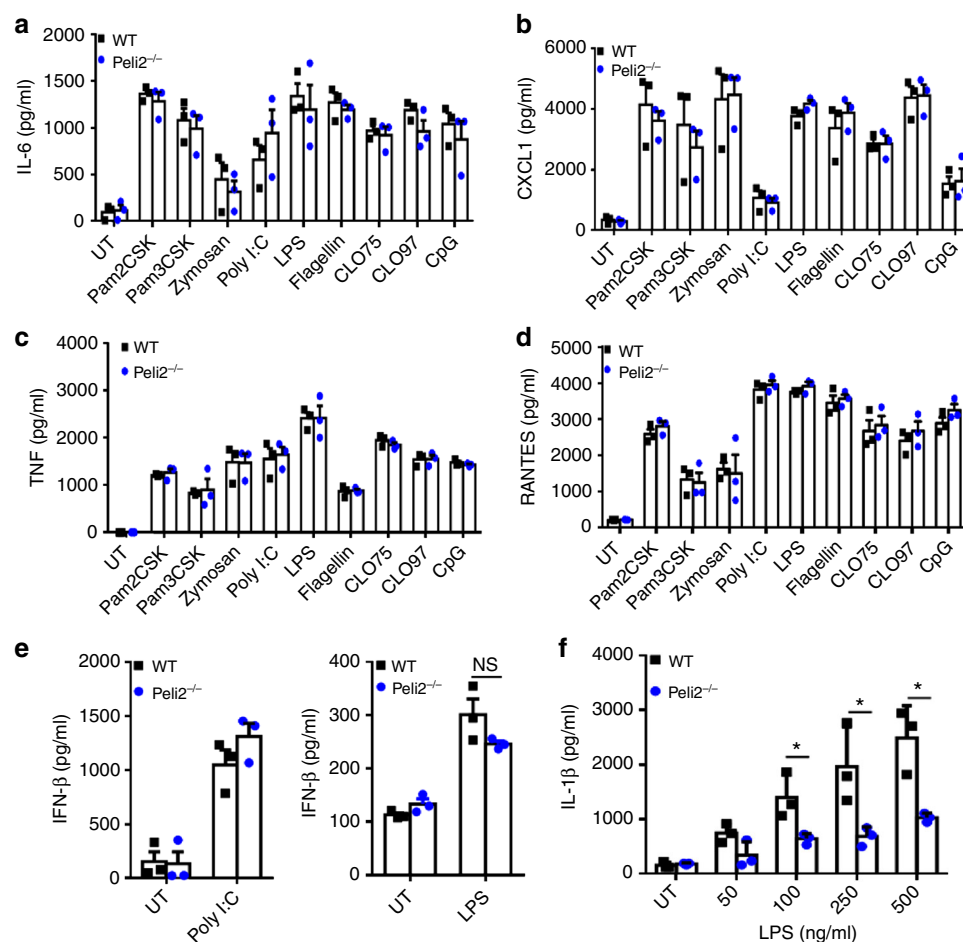 a
IL-6 (pg/ml)
2000
1500
1000
500
0
WT
Peli2⁻/⁻
UT
Pam2CSK
Pam3CSK
Zymosan
Poly I:C
LPS
Flagellin
CLO75
CLO97
CpG
b
CXCL1 (pg/ml)
6000
4000
2000
0
WT
Peli2⁻/⁻
UT
Pam2CSK
Pam3CSK
Zymosan
Poly I:C
LPS
Flagellin
CLO75
CLO97
CpG
c
TNF (pg/ml)
4000
3000
2000
1000
0
WT
Peli2⁻/⁻
UT
Pam2CSK
Pam3CSK
Zymosan
Poly I:C
LPS
Flagellin
CLO75
CLO97
CpG
d
RANTES (pg/ml)
5000
4000
3000
2000
1000
0
WT
Peli2⁻/⁻
UT
Pam2CSK
Pam3CSK
Zymosan
Poly I:C
LPS
Flagellin
CLO75
CLO97
CpG
e
IFN-β (pg/ml)
2000
1500
1000
500
0
WT
Peli2⁻/⁻
UT
Poly I:C
IFN-β (pg/ml)
400
300
200
100
0
WT
Peli2⁻/⁻
NS
UT
LPS
f
IL-1β (pg/ml)
4000
3000
2000
1000
0
WT
Peli2⁻/⁻
*
*
*
UT
50
100
250
500
LPS (ng/ml)